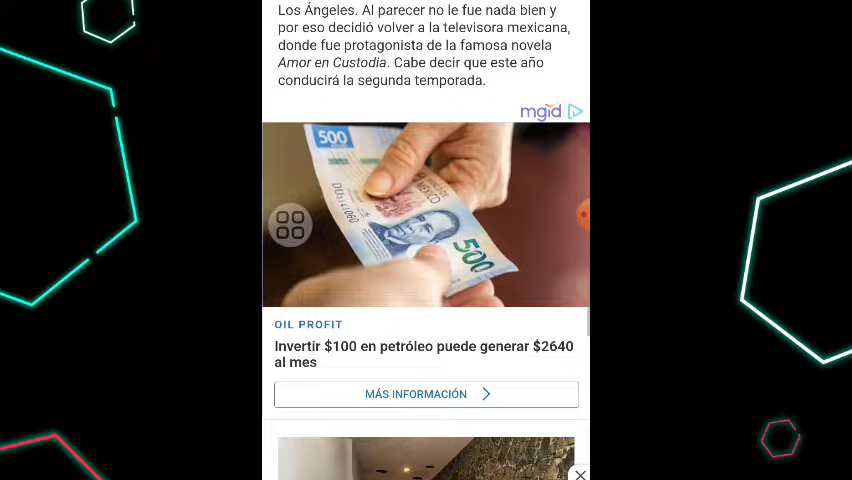 Los Ángeles. Al parecer no le fue nada bien y
por eso decidió volver a la televisora mexicana,
donde fue protagonista de la famosa novela
Amor en Custodia. Cabe decir que este año
conducirá la segunda temporada.
mgid
500
500
OIL PROFIT
Invertir $100 en petróleo puede generar $2640
al mes
MÁS INFORMACIÓN